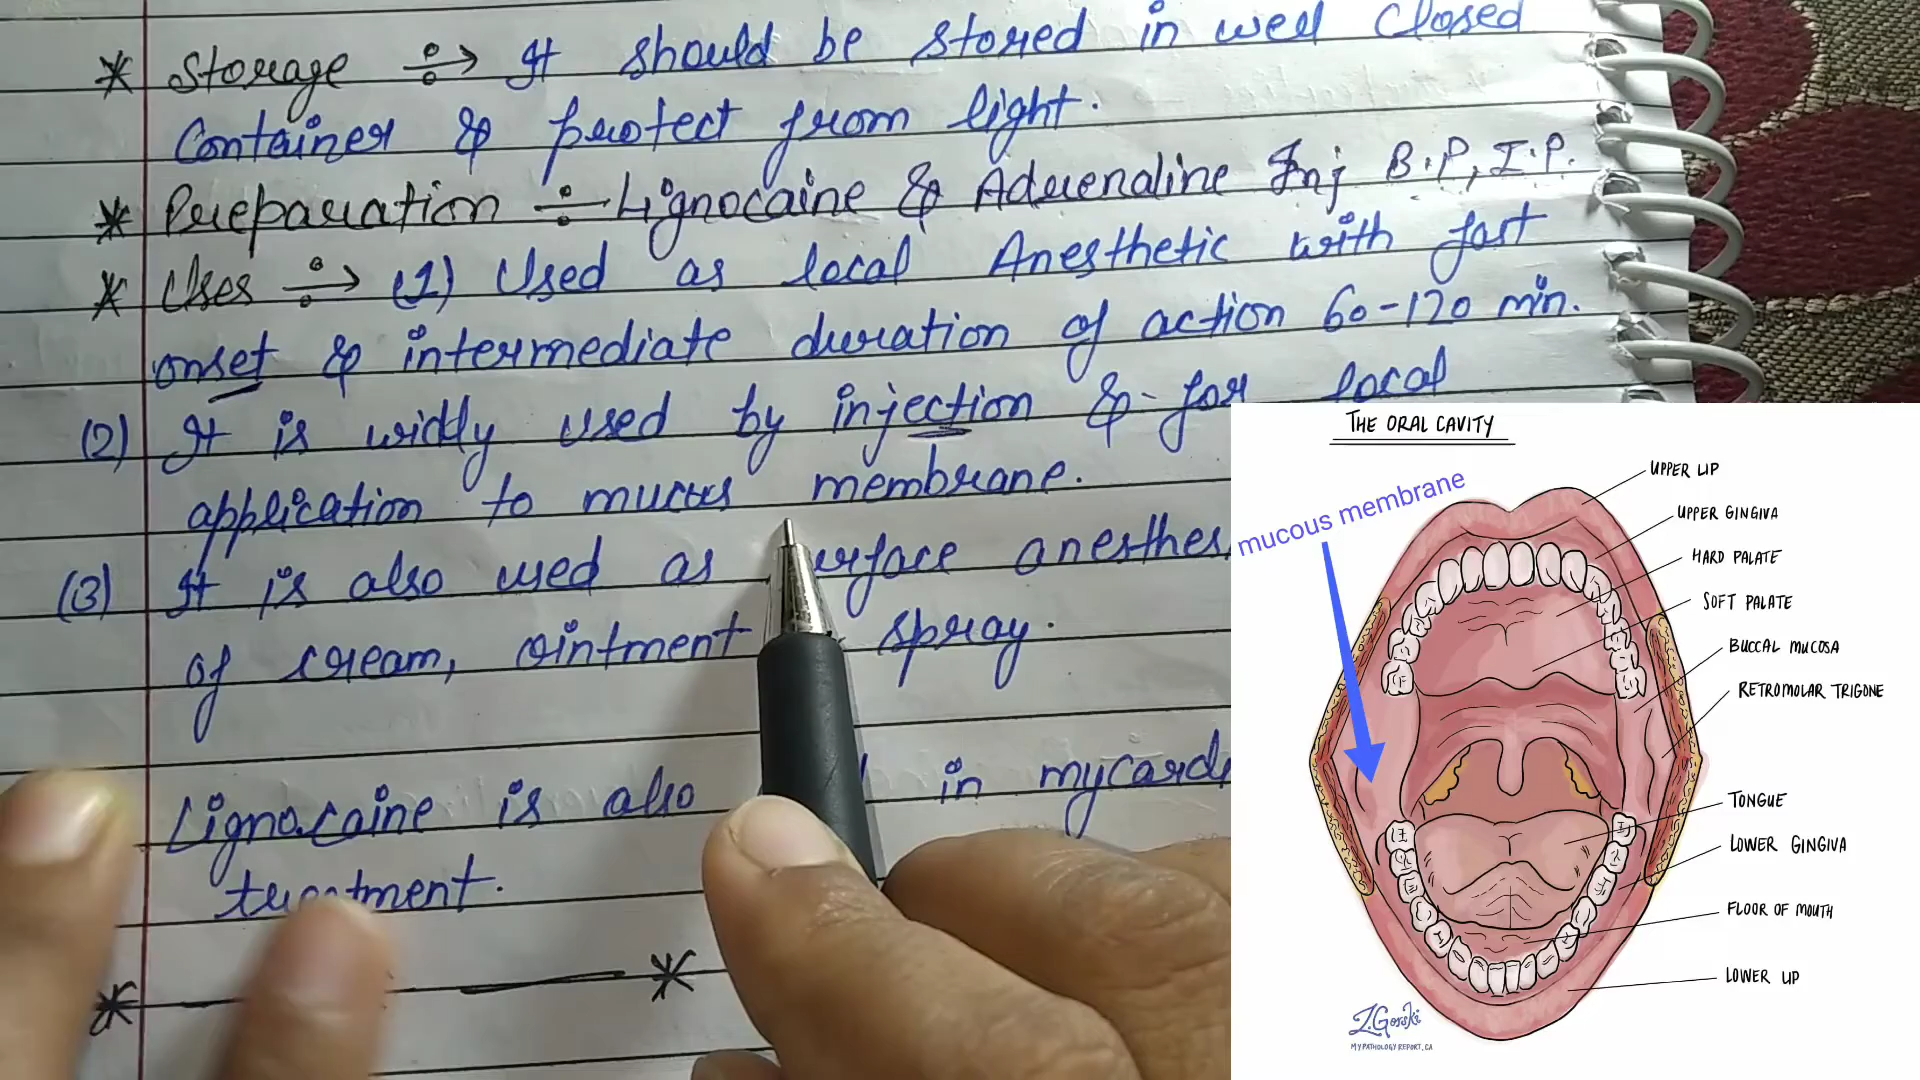 * Storage ÷→ It should be stored in well closed
container & protect from light.
* Preparation ÷ Lignocaine & Adrenaline Inj B.P, I.P.
* Uses ÷→ (1) Used as local Anesthetic with fast
onset & intermediate duration of action 60-120 min.
(2) It is widly used by injection & for local
application to mucus membrane.
(3) It is also used as urface anesthes
of cream, ointment spray.
Lignocaine is also in mycard
treatment.
* *
THE ORAL CAVITY
mucous membrane
UPPER LIP
UPPER GINGIVA
HARD PALATE
SOFT PALATE
BUCCAL MUCOSA
RETROMOLAR TRIGONE
TONGUE
LOWER GINGIVA
FLOOR OF MOUTH
LOWER LIP
Z.Gorski
MYPATHOLOGYREPORT.CA